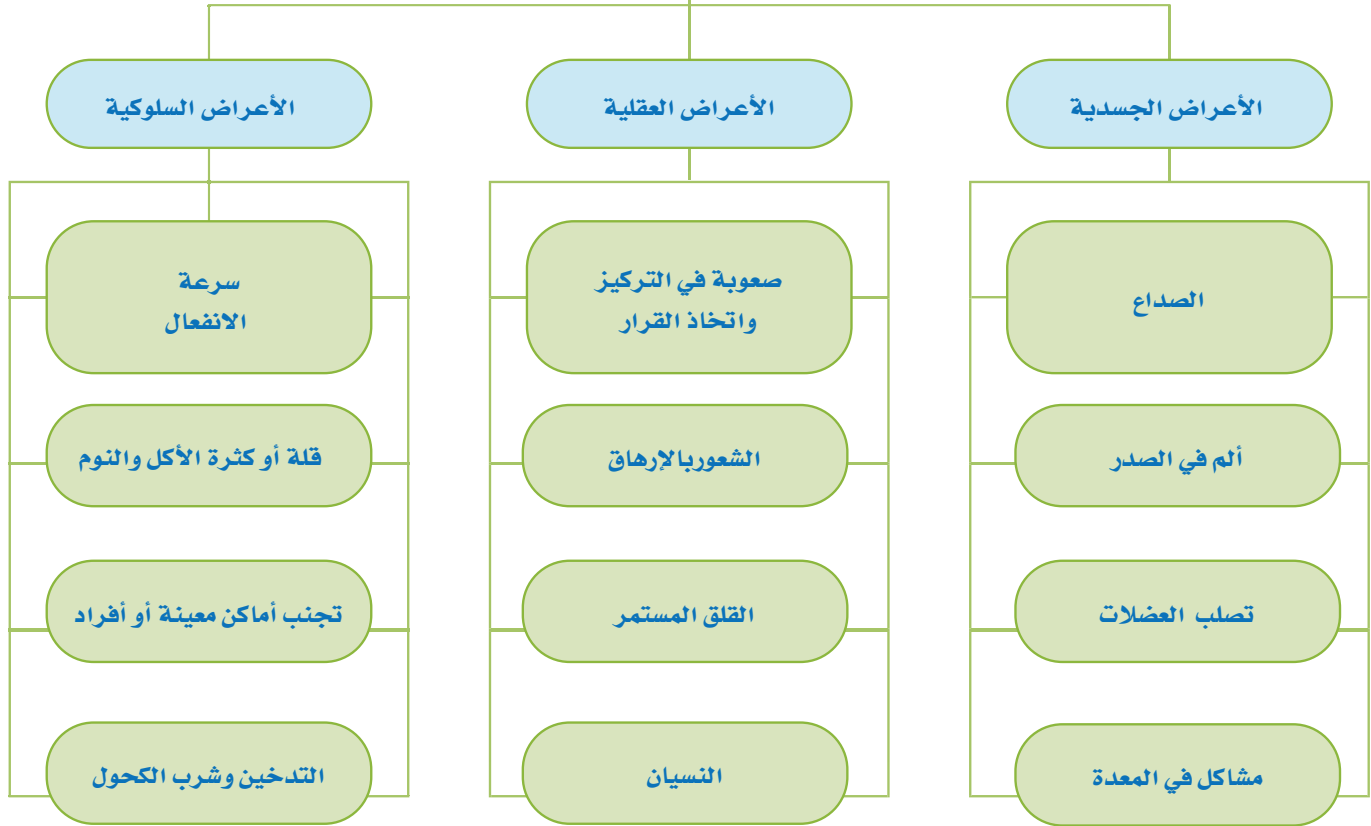 الأعراض الجسدية
الصداع
ألم في الصدر
تصلب العضلات
مشاكل في المعدة
الأعراض العقلية
صعوبة في التركيز
واتخاذ القرار
الشعوربالإرهاق
القلق المستمر
النسيان
الأعراض السلوكية
سرعة
الانفعال
قلة أو كثرة الأكل والنوم
تجنب أماكن معينة أو أفراد
التدخين وشرب الكحول